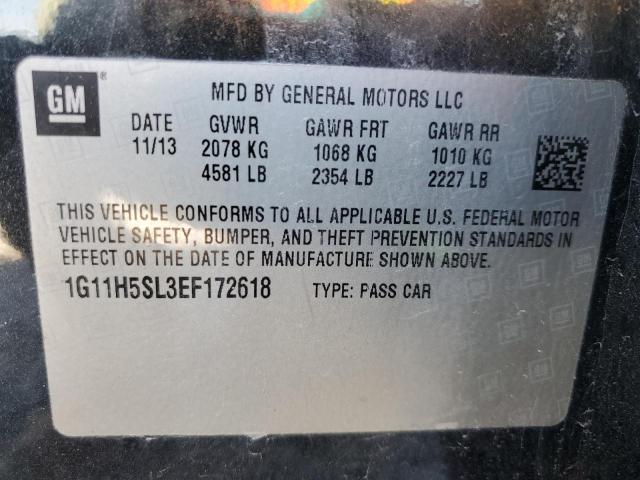 GM ®
MFD BY GENERAL MOTORS LLC
DATE GVWR GAWR FRT GAWR RR
11/13 2078 KG 1068 KG 1010 KG
4581 LB 2354 LB 2227 LB
THIS VEHICLE CONFORMS TO ALL APPLICABLE U.S. FEDERAL MOTOR
VEHICLE SAFETY, BUMPER, AND THEFT PREVENTION STANDARDS IN
EFFECT ON THE DATE OF MANUFACTURE SHOWN ABOVE.
1G11H5SL3EF172618 TYPE: PASS CAR